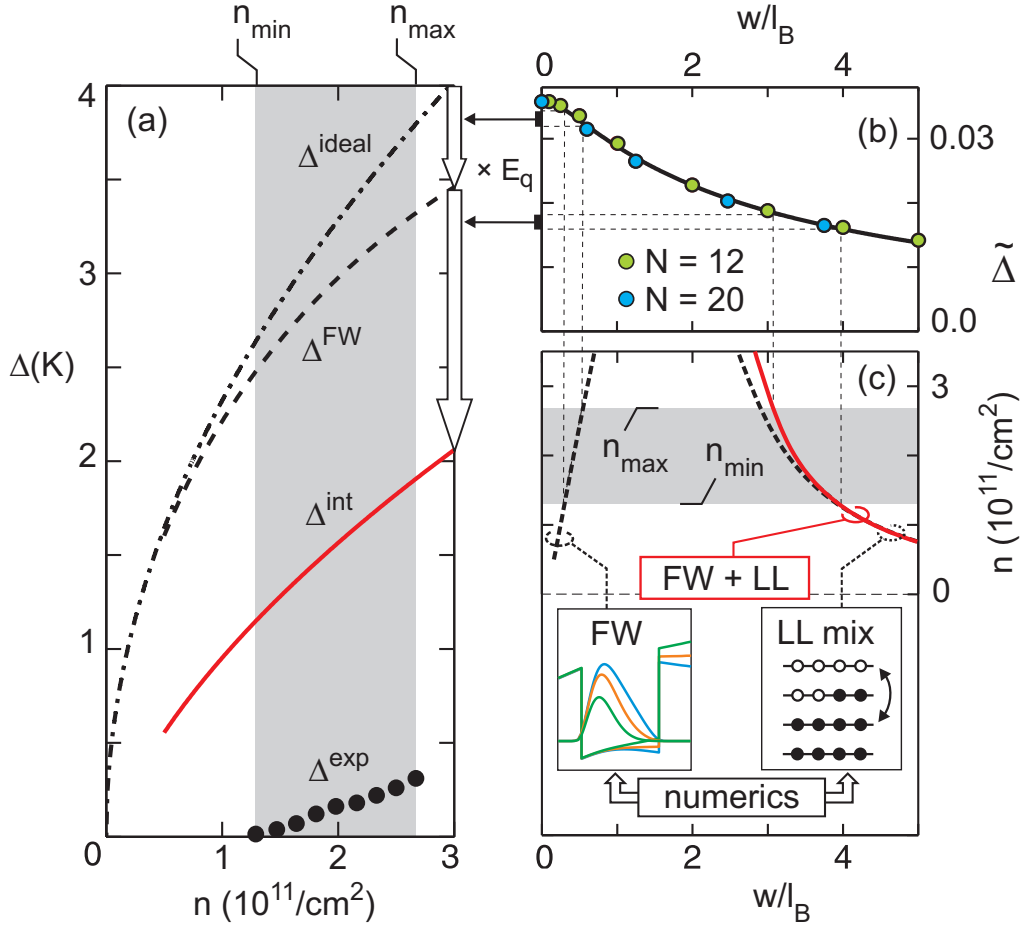 n_min n_max
(a)
Δ^ideal
Δ^FW
Δ^int
Δ^exp
Δ(K)
4
3
2
1
0
0 1 2 3
n (10^11/cm^2)
× E_q
w/l_B
0 2 4
(b)
0.03
0.0
Δ̃
N = 12
N = 20
(c)
n_max
n_min
3
0
n (10^11/cm^2)
FW + LL
FW
LL mix
numerics
0 2 4
w/l_B